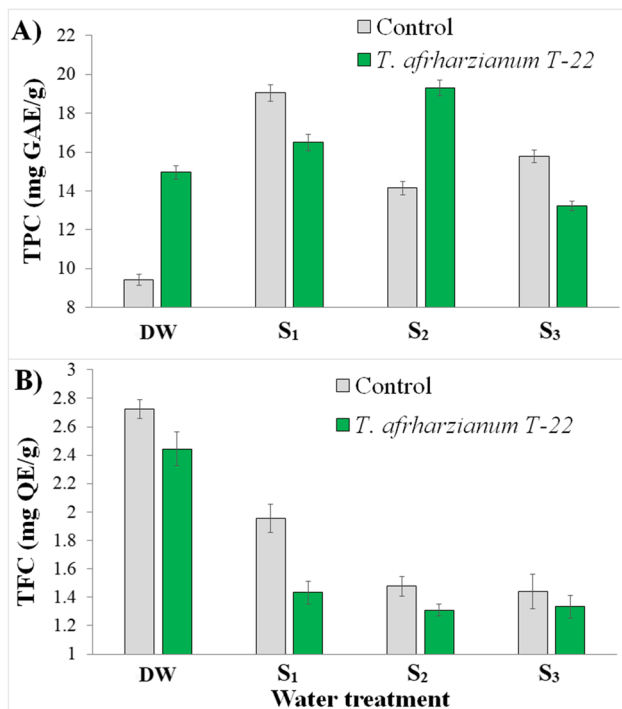 A)
Control
T. afrharzianum T-22
TPC (mg GAE/g)
22
20
18
16
14
12
10
8
DW S₁ S₂ S₃
B)
Control
T. afrharzianum T-22
TFC (mg QE/g)
3
2.8
2.6
2.4
2.2
2
1.8
1.6
1.4
1.2
1
DW S₁ S₂ S₃
Water treatment